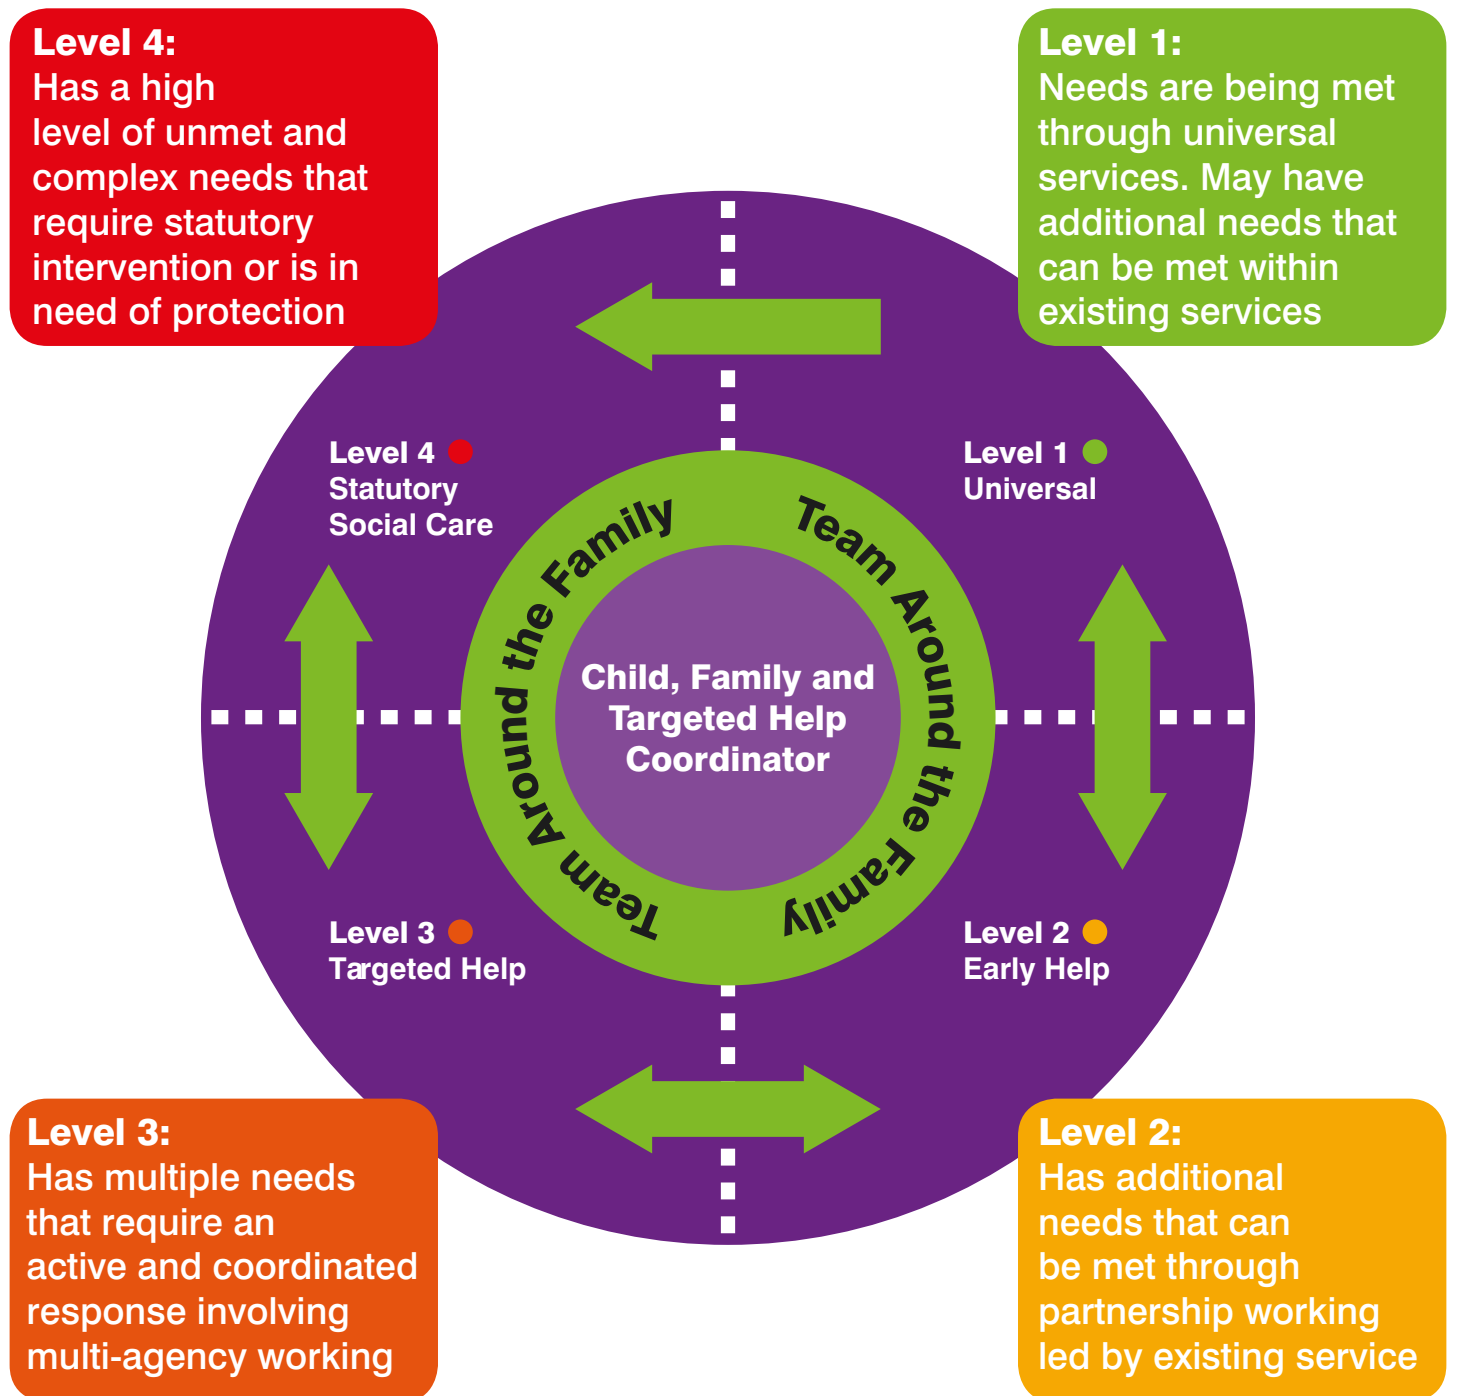 Level 4:
Has a high
level of unmet and
complex needs that
require statutory
intervention or is in
need of protection
Level 1:
Needs are being met
through universal
services. May have
additional needs that
can be met within
existing services
Level 4
Statutory
Social Care
Level 1
Universal
Team Around the Family
Team Around the Family
Child, Family and
Targeted Help
Coordinator
Level 3
Targeted Help
Level 2
Early Help
Level 3:
Has multiple needs
that require an
active and coordinated
response involving
multi-agency working
Level 2:
Has additional
needs that can
be met through
partnership working
led by existing service